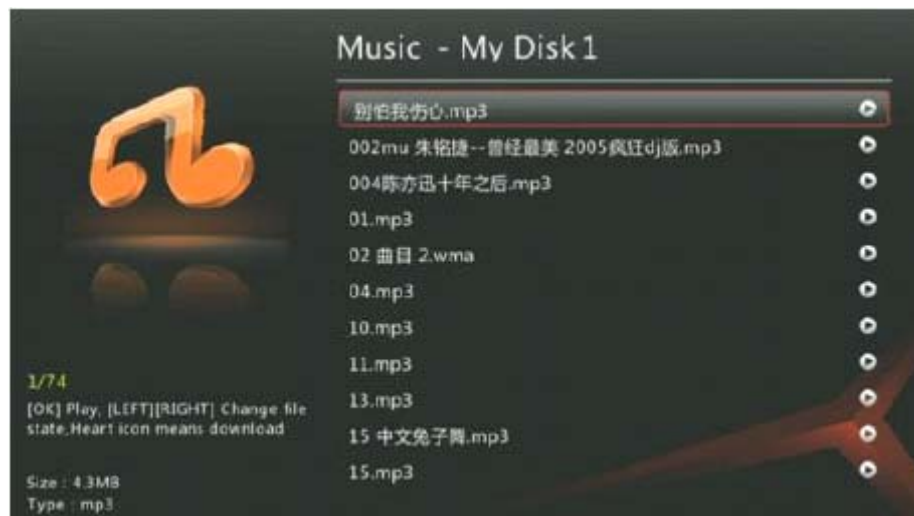 Music - My Disk 1
别怕我伤心.mp3
002mu 朱铭捷--曾经最美 2005疯狂dj版.mp3
004陈亦迅十年之后.mp3
01.mp3
02 曲目 2.wma
04.mp3
10.mp3
11.mp3
13.mp3
15 中文兔子舞.mp3
15.mp3
1/74
[OK] Play, [LEFT][RIGHT] Change file
state,Heart icon means download
Size : 4.3MB
Type : mp3